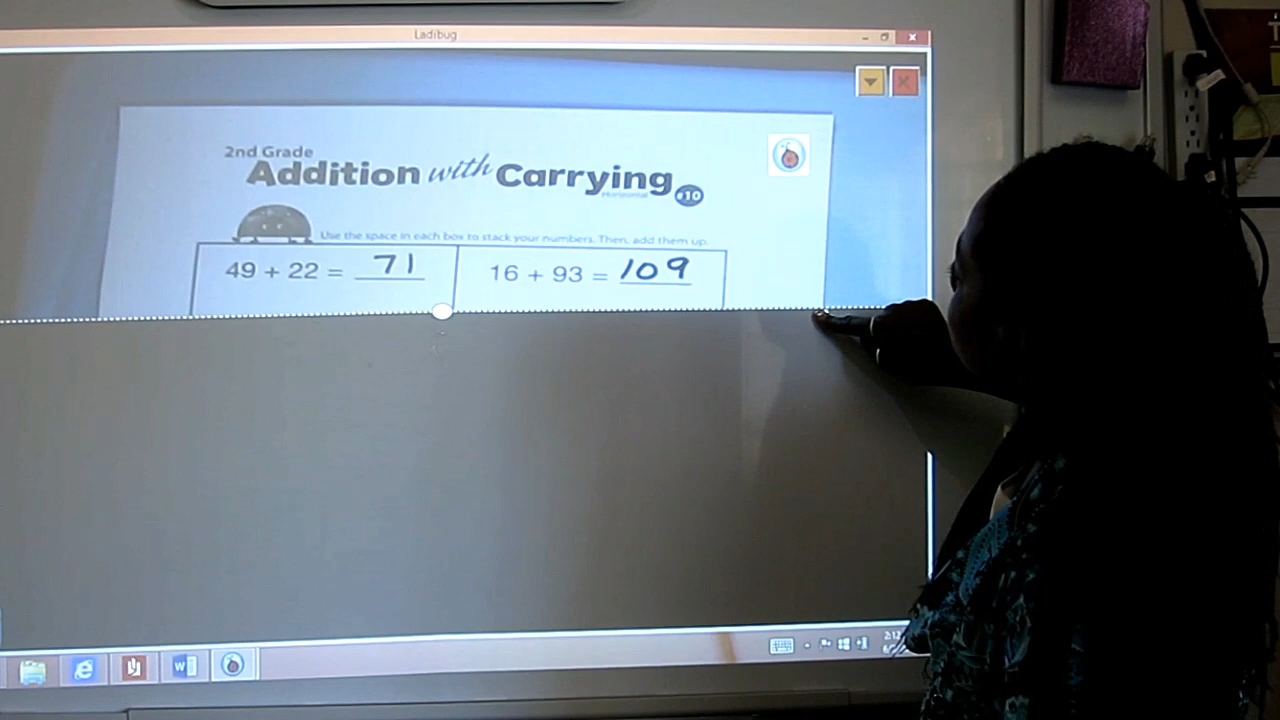 Ladibug
2nd Grade
Addition with Carrying
Horizontal
#10
Use the space in each box to stack your numbers. Then, add them up.
49 + 22 = 71
16 + 93 = 109